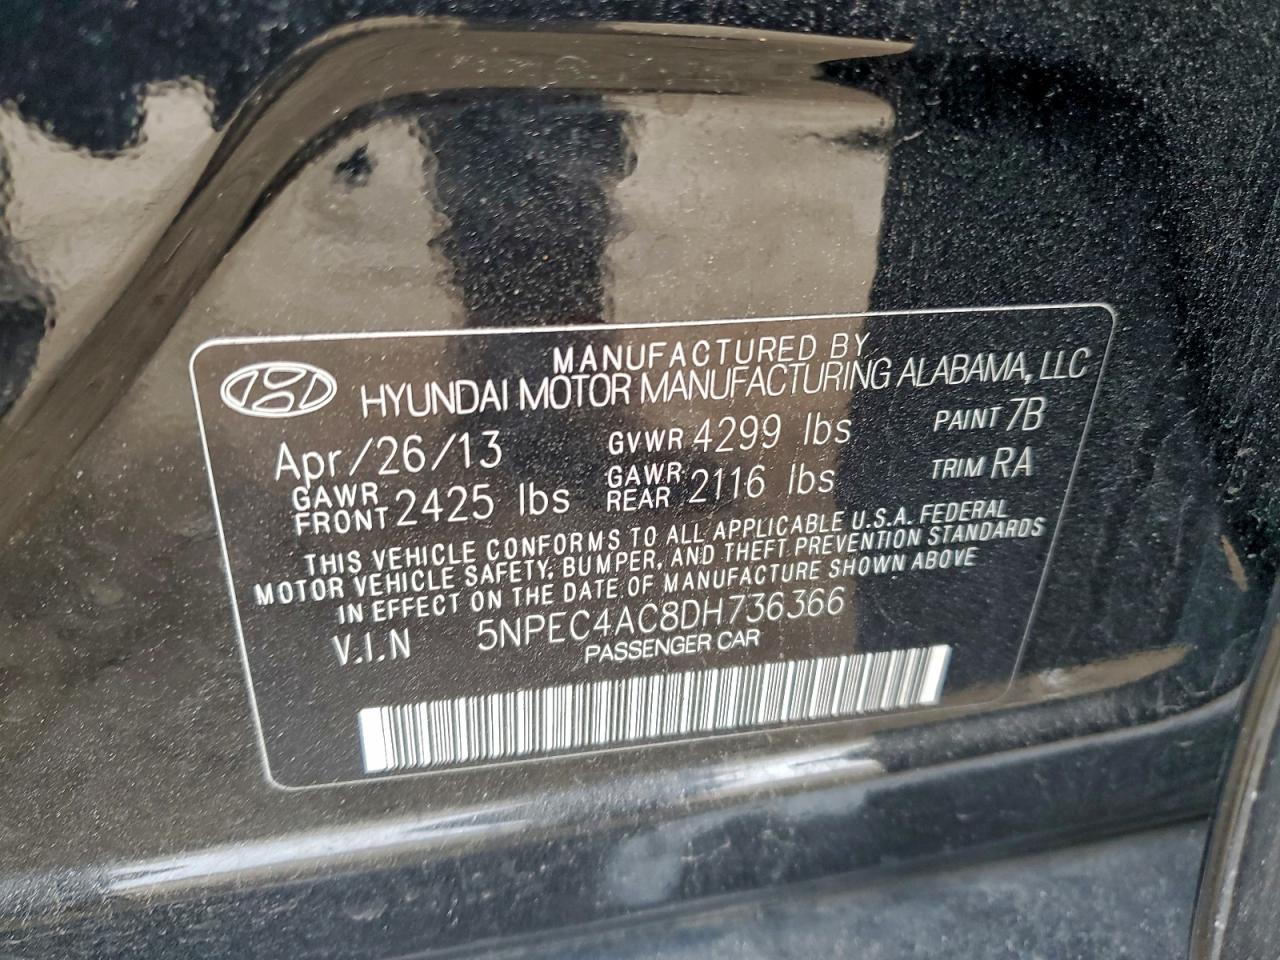 MANUFACTURED BY
HYUNDAI MOTOR MANUFACTURING ALABAMA, LLC
Apr/26/13 GVWR 4299 lbs PAINT 7B
GAWR FRONT 2425 lbs GAWR REAR 2116 lbs TRIM RA
THIS VEHICLE CONFORMS TO ALL APPLICABLE U.S.A. FEDERAL
MOTOR VEHICLE SAFETY, BUMPER, AND THEFT PREVENTION STANDARDS
IN EFFECT ON THE DATE OF MANUFACTURE SHOWN ABOVE
V.I.N 5NPEC4AC8DH736366
PASSENGER CAR